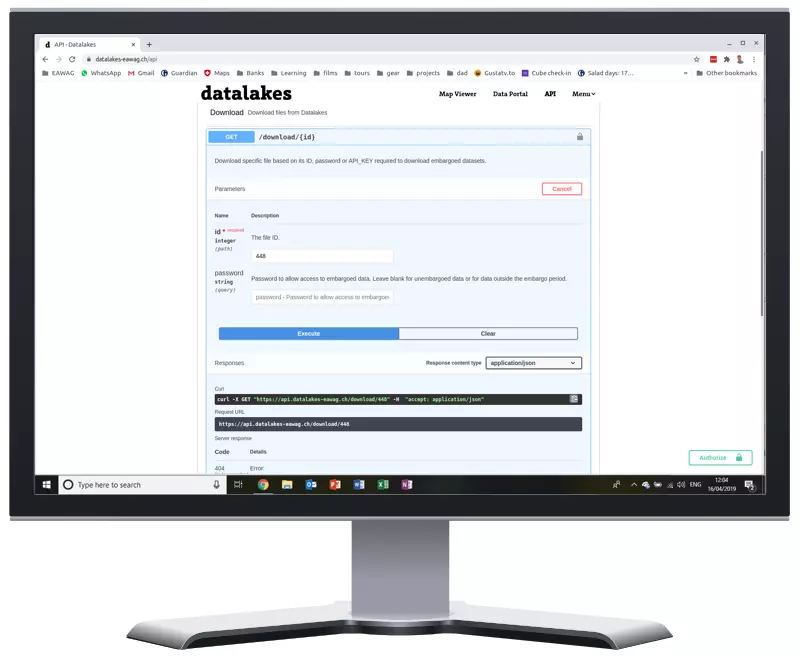 API - Datalakes
datalakes-eawag.ch/api
EAWAG WhatsApp Gmail Guardian Maps Banks Learning films tours gear projects dad Gustatv.to Cube check-in Salad days: 17... » Other bookmarks
datalakes Map Viewer Data Portal API Menu
Download Download files from Datalakes
GET /download/{id}
Download specific file based on its ID, password or API_KEY required to download embargoed datasets.
Parameters Cancel
Name Description
id * required
integer
(path)
The file ID.
448
password
string
(query)
Password to allow access to embargoed data, Leave blank for unembargoed data or for data outside the embargo period.
password - Password to allow access to embargoe
Execute Clear
Responses Response content type application/json
Curl
curl -X GET "https://api.datalakes-eawag.ch/download/448" -H "accept: application/json"
Request URL
https://api.datalakes-eawag.ch/download/448
Server response
Code Details
404 Error:
Authorize
Type here to search
ENG 12:04
16/04/2019
2